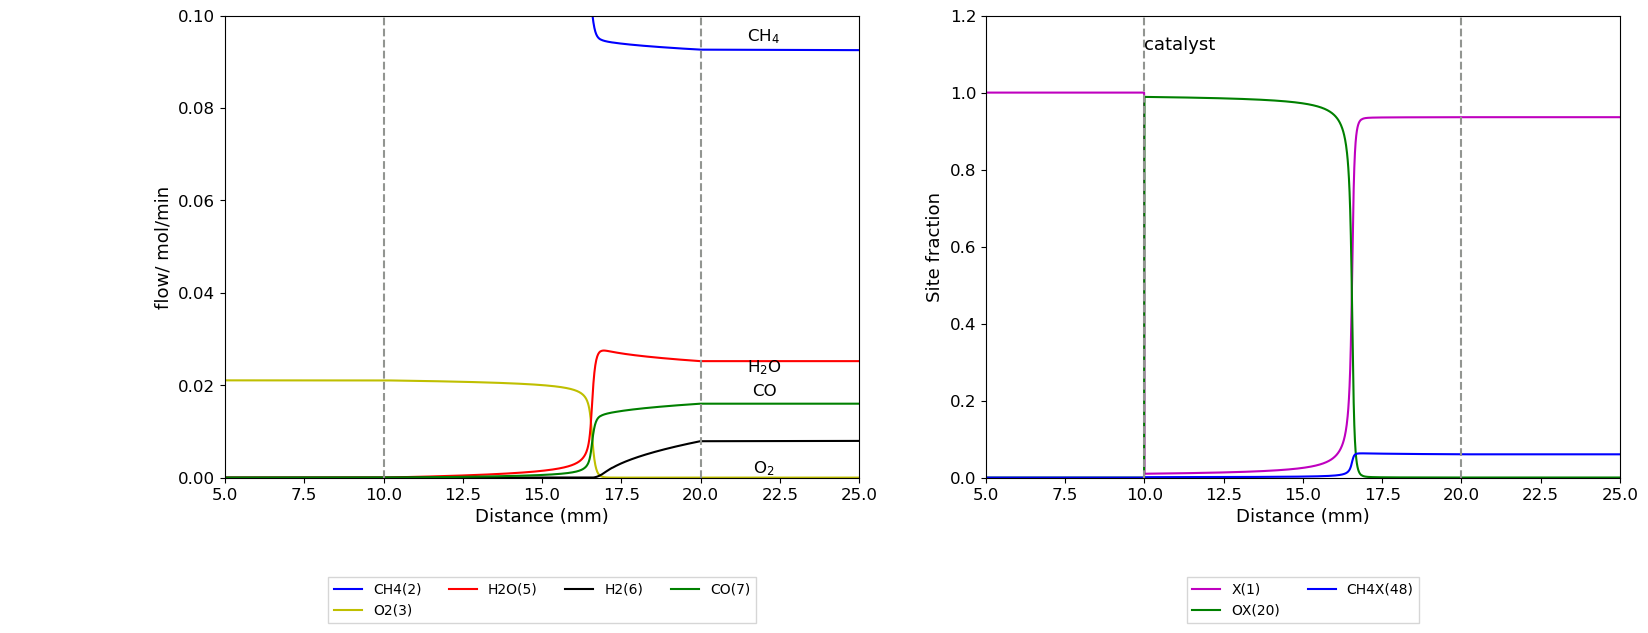 0.10
0.08
0.06
0.04
0.02
0.00
flow/ mol/min
CH₄
H₂O
CO
O₂
5.0 7.5 10.0 12.5 15.0 17.5 20.0 22.5 25.0
Distance (mm)
CH4(2) H2O(5) H2(6) CO(7)
O2(3)
1.2
1.0
0.8
0.6
0.4
0.2
0.0
Site fraction
catalyst
5.0 7.5 10.0 12.5 15.0 17.5 20.0 22.5 25.0
Distance (mm)
X(1) CH4X(48)
OX(20)